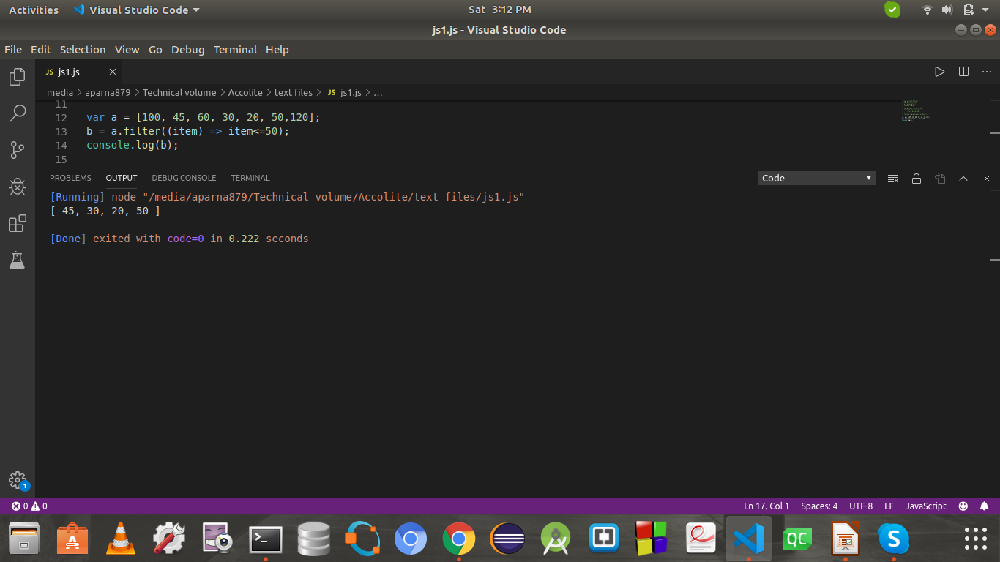 Activities Visual Studio Code Sat 3:12 PM
js1.js - Visual Studio Code
File Edit Selection View Go Debug Terminal Help
JS js1.js
media > aparna879 > Technical volume > Accolite > text files > JS js1.js > ...
11
12 var a = [100, 45, 60, 30, 20, 50,120];
13 b = a.filter((item) => item<=50);
14 console.log(b);
15
PROBLEMS OUTPUT DEBUG CONSOLE TERMINAL Code
[Running] node "/media/aparna879/Technical volume/Accolite/text files/js1.js"
[ 45, 30, 20, 50 ]
[Done] exited with code=0 in 0.222 seconds
1
0 0 Ln 17, Col 1 Spaces: 4 UTF-8 LF JavaScript
A >_ QC S